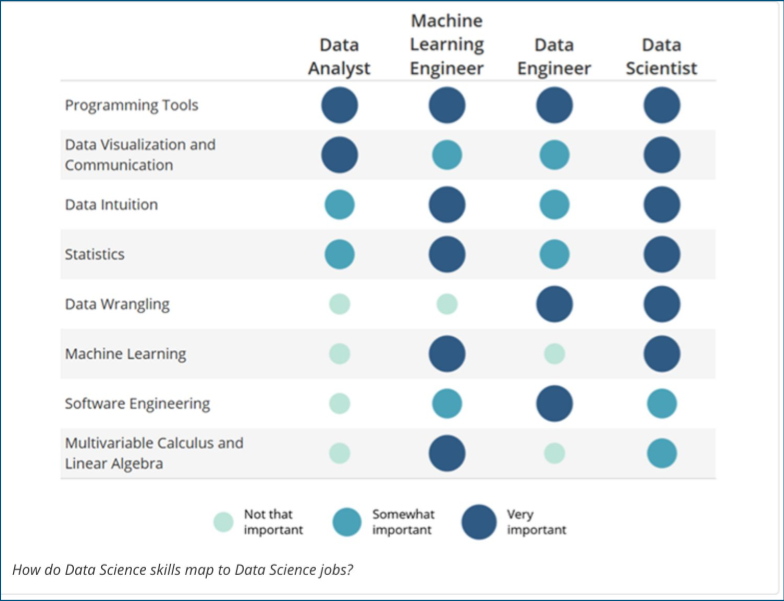 Data Analyst
Machine Learning Engineer
Data Engineer
Data Scientist
Programming Tools
Data Visualization and
Communication
Data Intuition
Statistics
Data Wrangling
Machine Learning
Software Engineering
Multivariable Calculus and
Linear Algebra
Not that
important
Somewhat
important
Very
important
How do Data Science skills map to Data Science jobs?